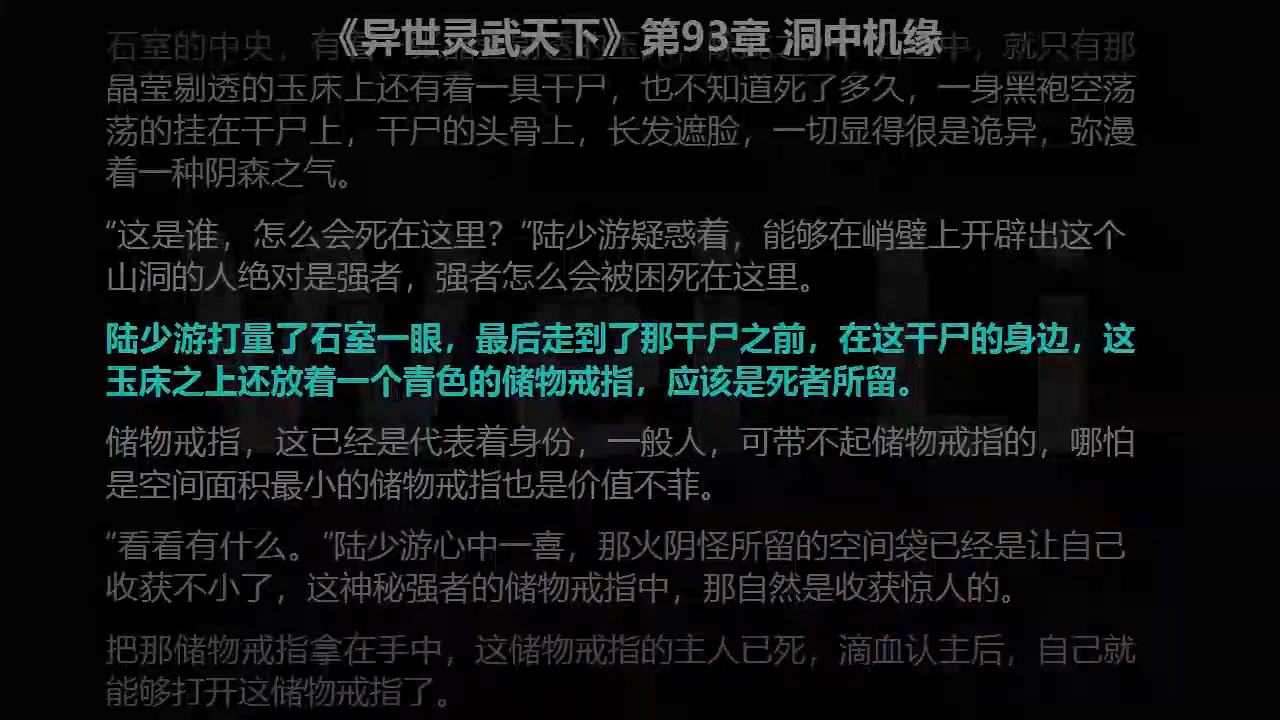 《异世灵武天下》第93章 洞中机缘
石室的中央，有 中，就只有那
晶莹剔透的玉床上还有着一具干尸，也不知道死了多久，一身黑袍空荡
荡的挂在干尸上，干尸的头骨上，长发遮脸，一切显得很是诡异，弥漫
着一种阴森之气。
“这是谁，怎么会死在这里？“陆少游疑惑着，能够在峭壁上开辟出这个
山洞的人绝对是强者，强者怎么会被困死在这里。
陆少游打量了石室一眼，最后走到了那干尸之前，在这干尸的身边，这
玉床之上还放着一个青色的储物戒指，应该是死者所留。
储物戒指，这已经是代表着身份，一般人，可带不起储物戒指的，哪怕
是空间面积最小的储物戒指也是价值不菲。
“看看有什么。”陆少游心中一喜，那火阴怪所留的空间袋已经是让自己
收获不小了，这神秘强者的储物戒指中，那自然是收获惊人的。
把那储物戒指拿在手中，这储物戒指的主人已死，滴血认主后，自己就
能够打开这储物戒指了。